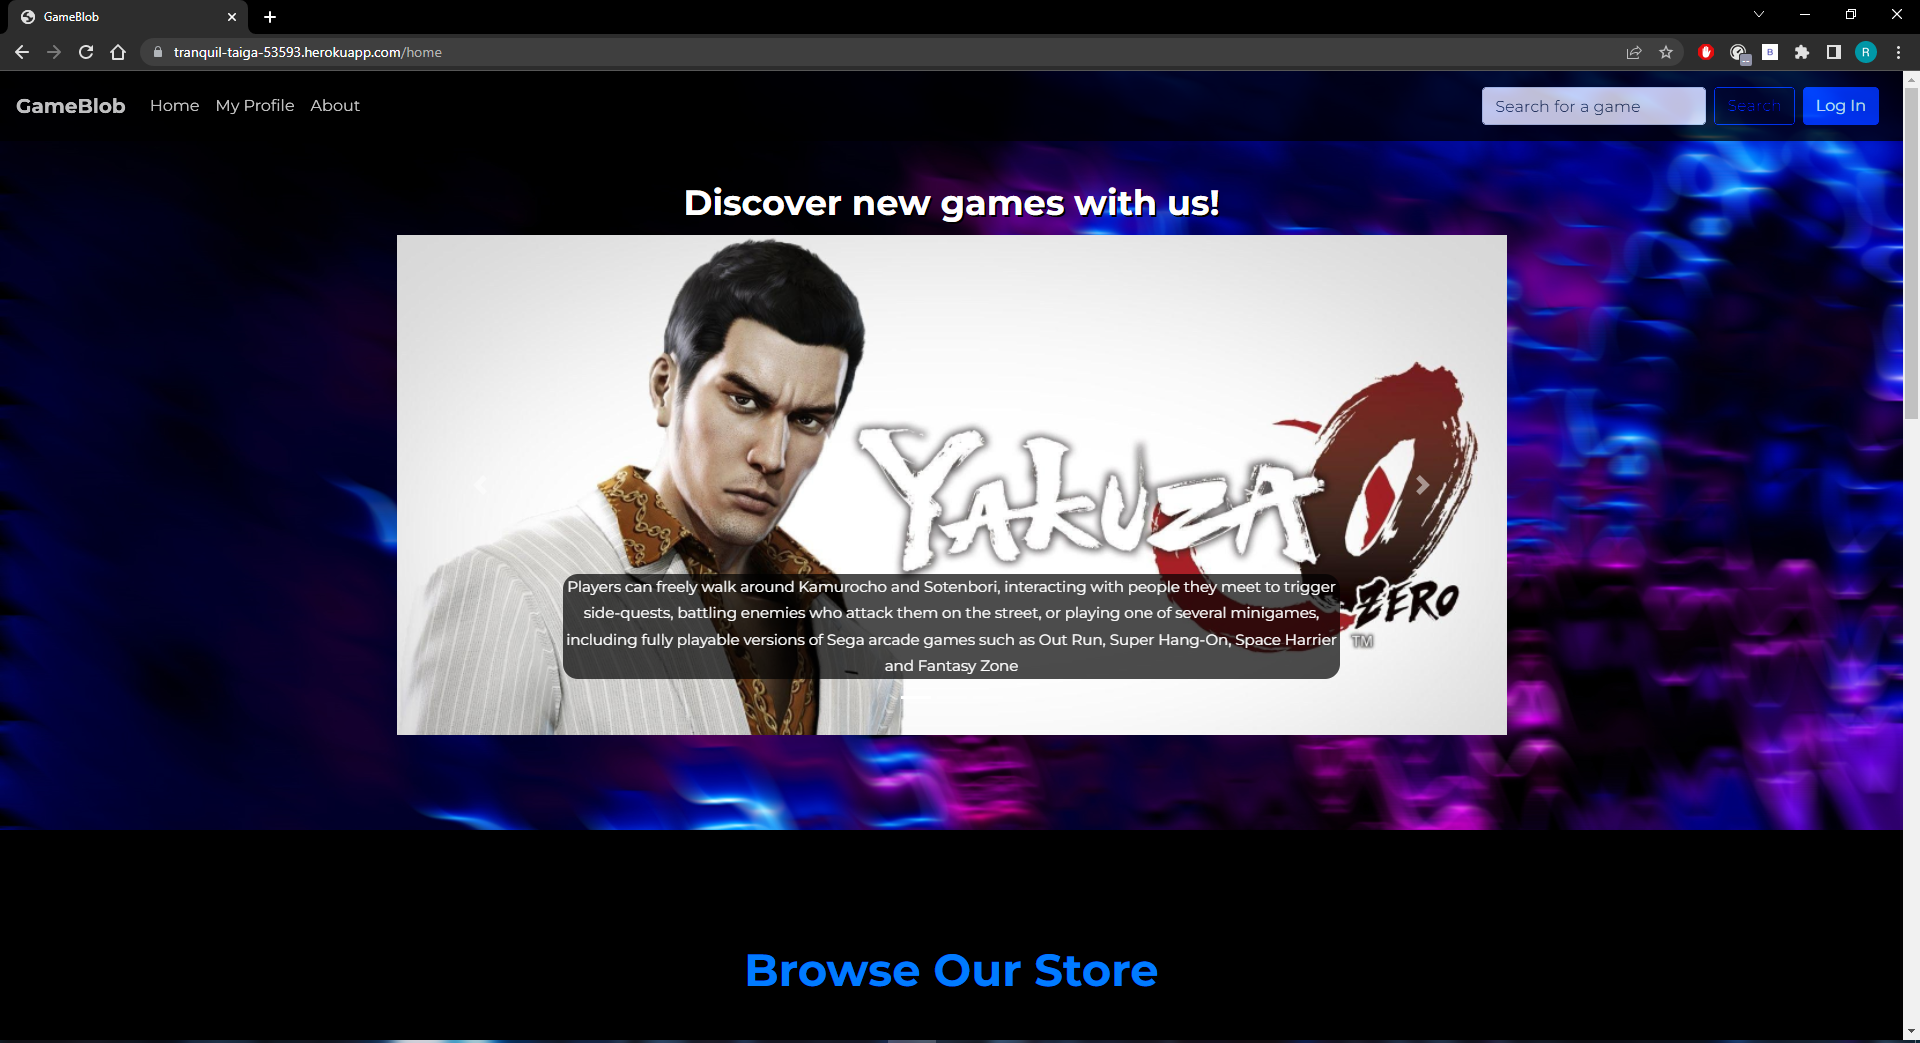 GameBlob
tranquil-taiga-53593.herokuapp.com/home
B
R
GameBlob Home My Profile About
Search for a game
Search
Log In
Discover new games with us!
YAKUZA 0
ZERO
TM
Players can freely walk around Kamurocho and Sotenbori, interacting with people they meet to trigger
side-quests, battling enemies who attack them on the street, or playing one of several minigames,
including fully playable versions of Sega arcade games such as Out Run, Super Hang-On, Space Harrier
and Fantasy Zone
Browse Our Store